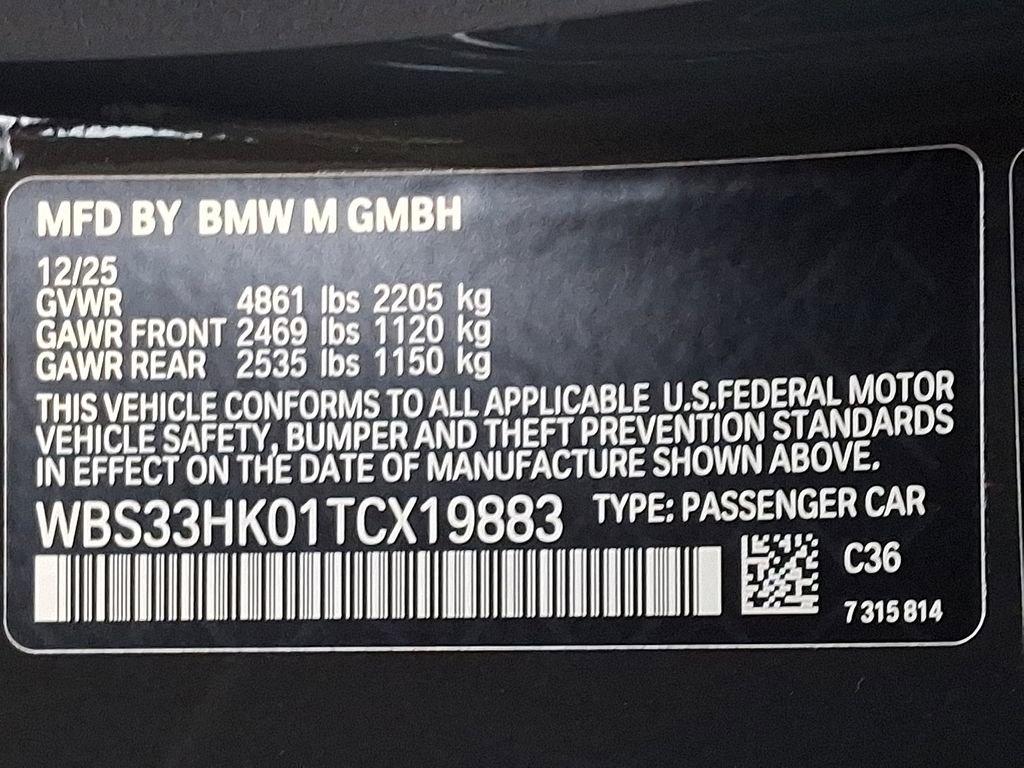 MFD BY BMW M GMBH
12/25
GVWR 4861 lbs 2205 kg
GAWR FRONT 2469 lbs 1120 kg
GAWR REAR 2535 lbs 1150 kg
THIS VEHICLE CONFORMS TO ALL APPLICABLE U.S.FEDERAL MOTOR
VEHICLE SAFETY, BUMPER AND THEFT PREVENTION STANDARDS
IN EFFECT ON THE DATE OF MANUFACTURE SHOWN ABOVE.
WBS33HK01TCX19883 TYPE: PASSENGER CAR
C36
7 315 814